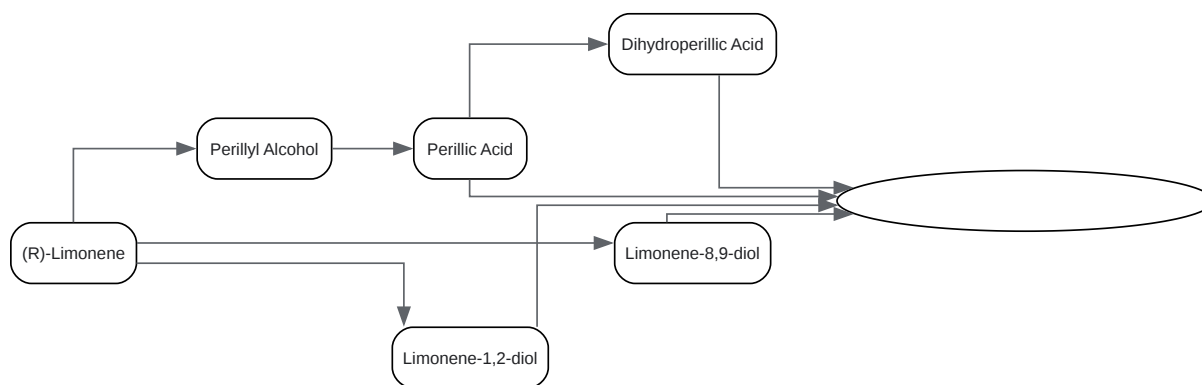 Dihydroperillic Acid
Perillyl Alcohol
Perillic Acid
(R)-Limonene
Limonene-8,9-diol
Limonene-1,2-diol